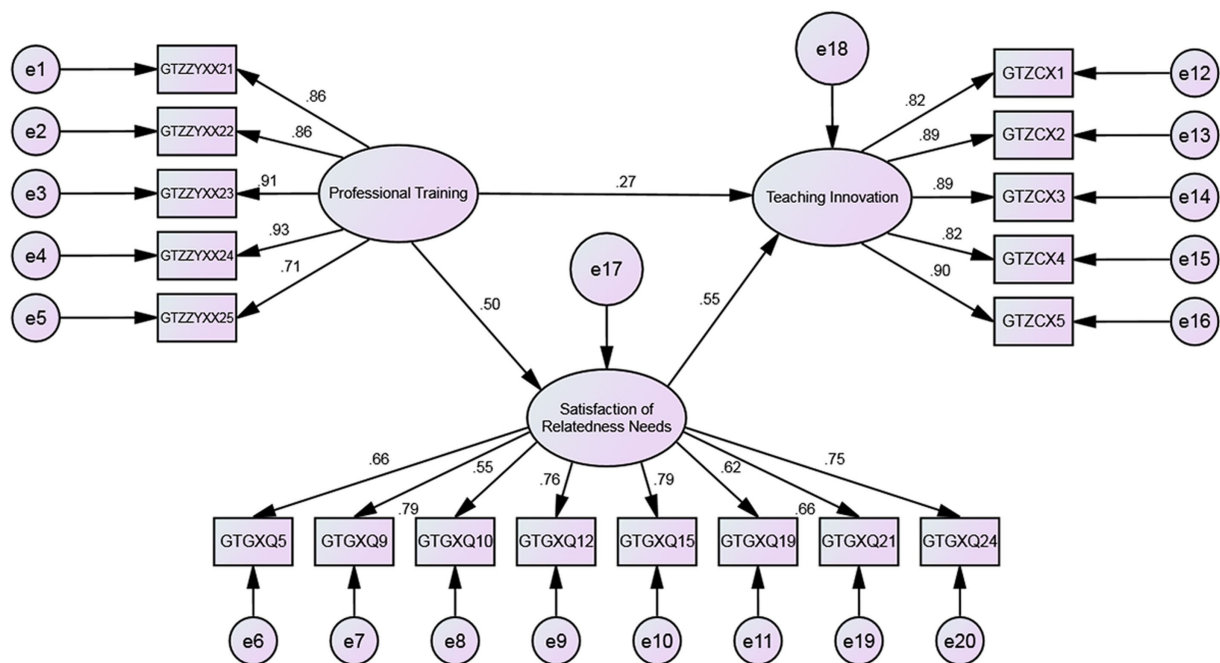 e1
GTZZYXX21
.86
e2
GTZZYXX22
.86
e3
GTZZYXX23
.91
e4
GTZZYXX24
.93
e5
GTZZYXX25
.71
Professional Training
.27
.50
e18
Teaching Innovation
.82
GTZCX1
e12
.89
GTZCX2
e13
.89
GTZCX3
e14
.82
GTZCX4
e15
.90
GTZCX5
e16
e17
.55
Satisfaction of
Relatedness Needs
.66
.79
.55
.76
.79
.62
.66
.75
GTGXQ5
GTGXQ9
GTGXQ10
GTGXQ12
GTGXQ15
GTGXQ19
GTGXQ21
GTGXQ24
e6
e7
e8
e9
e10
e11
e19
e20